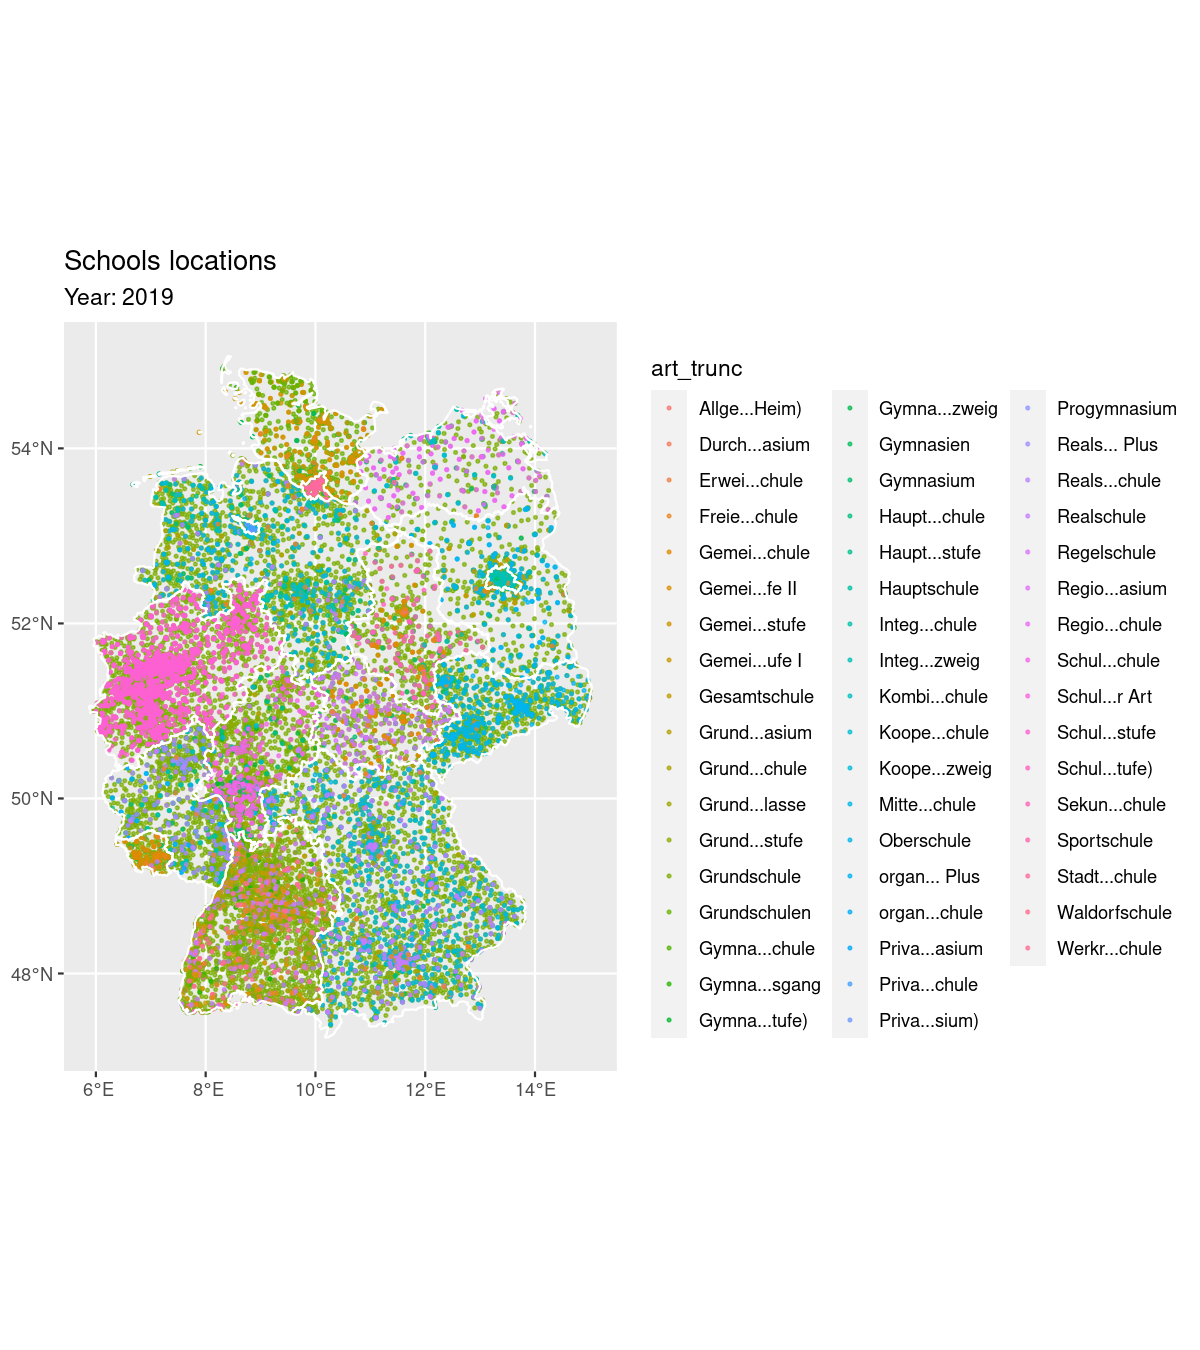 Schools locations
Year: 2019
54°N
52°N
50°N
48°N
6°E
8°E
10°E
12°E
14°E
art_trunc
Allge...Heim)
Durch...asium
Erwei...chule
Freie...chule
Gemei...chule
Gemei...fe II
Gemei...stufe
Gemei...ufe I
Gesamtschule
Grund...asium
Grund...chule
Grund...lasse
Grund...stufe
Grundschule
Grundschulen
Gymna...chule
Gymna...sgang
Gymna...tufe)
Gymna...zweig
Gymnasien
Gymnasium
Haupt...chule
Haupt...stufe
Hauptschule
Integ...chule
Integ...zweig
Kombi...chule
Koope...chule
Koope...zweig
Mitte...chule
Oberschule
organ... Plus
organ...chule
Priva...asium
Priva...chule
Priva...sium)
Progymnasium
Reals... Plus
Reals...chule
Realschule
Regelschule
Regio...asium
Regio...chule
Schul...chule
Schul...r Art
Schul...stufe
Schul...tufe)
Sekun...chule
Sportschule
Stadt...chule
Waldorfschule
Werkr...chule